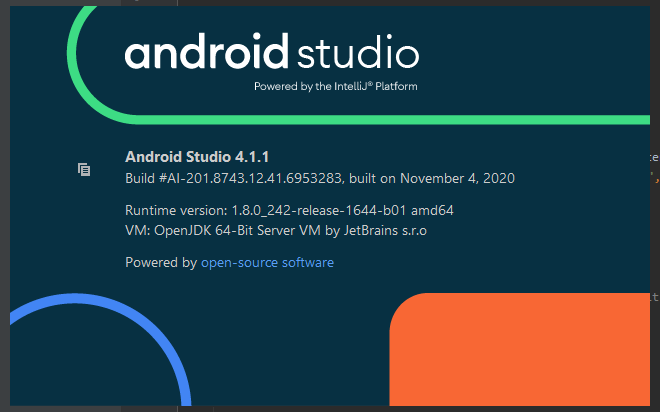 android studio
Powered by the IntelliJ® Platform
Android Studio 4.1.1
Build #AI-201.8743.12.41.6953283, built on November 4, 2020
Runtime version: 1.8.0_242-release-1644-b01 amd64
VM: OpenJDK 64-Bit Server VM by JetBrains s.r.o
Powered by open-source software